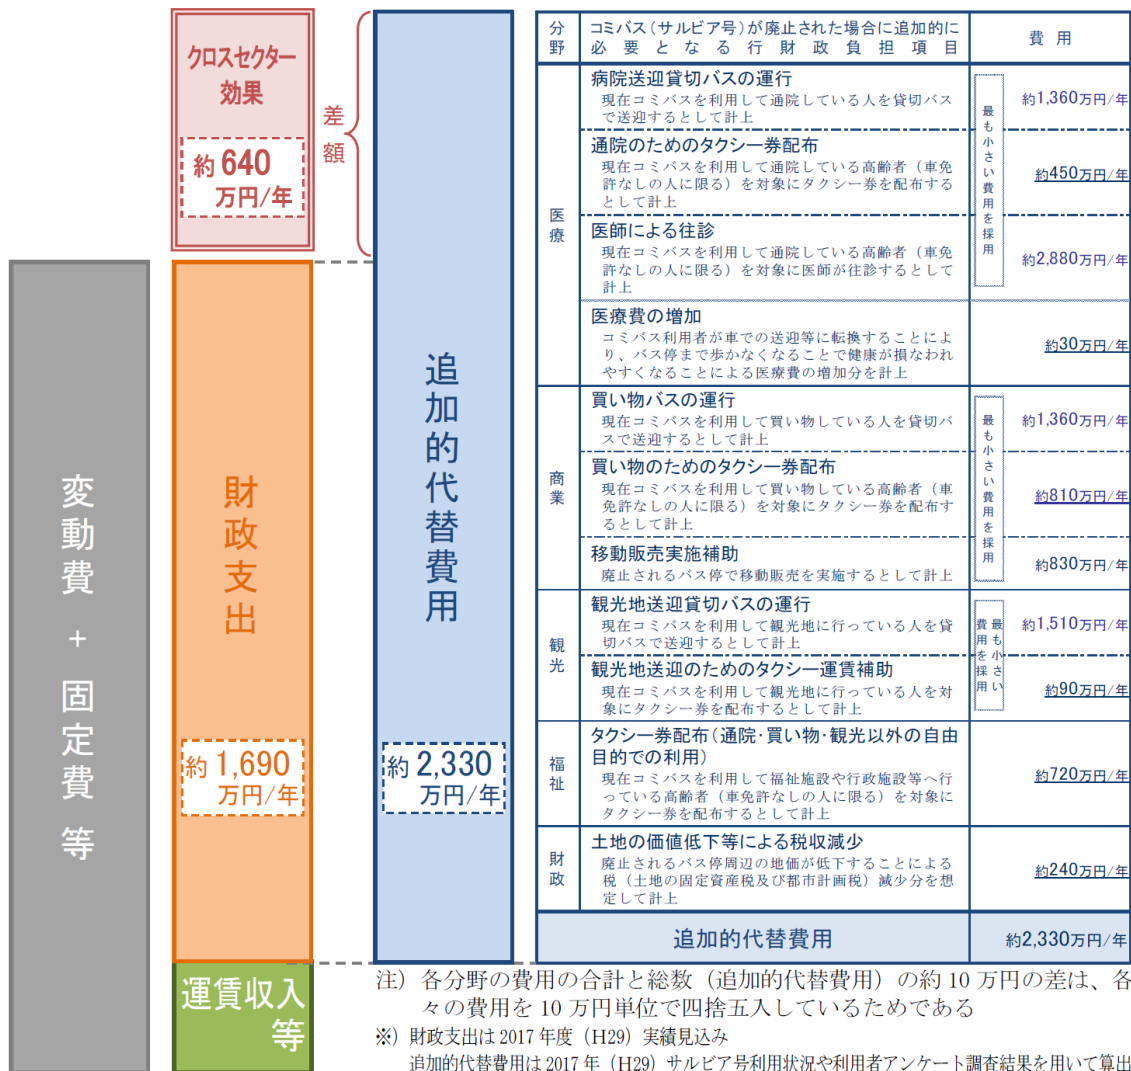 クロスセクター
効果
約 640
万円/年
差
額
変動費 + 固定費 等
財政支出
約 1,690
万円/年
運賃収入
等
追加的代替費用
約 2,330
万円/年
分
野
コミバス(サルビア号)が廃止された場合に追加的に
必要となる行財政負担項目
費 用
医
療
病院送迎貸切バスの運行
現在コミバスを利用して通院している人を貸切バス
で送迎するとして計上
約1,360万円/年
最も小さい費用を採用
通院のためのタクシー券配布
現在コミバスを利用して通院している高齢者(車免
許なしの人に限る)を対象にタクシー券を配布する
として計上
約450万円/年
医師による往診
現在コミバスを利用して通院している高齢者(車免
許なしの人に限る)を対象に医師が往診するとして
計上
約2,880万円/年
医療費の増加
コミバス利用者が車での送迎等に転換することによ
り、バス停まで歩かなくなることで健康が損なわれ
やすくなることによる医療費の増加分を計上
約30万円/年
商
業
買い物バスの運行
現在コミバスを利用して買い物している人を貸切バ
スで送迎するとして計上
約1,360万円/年
最も小さい費用を採用
買い物のためのタクシー券配布
現在コミバスを利用して買い物している高齢者(車
免許なしの人に限る)を対象にタクシー券を配布す
るとして計上
約810万円/年
移動販売実施補助
廃止されるバス停で移動販売を実施するとして計上
約830万円/年
観
光
観光地送迎貸切バスの運行
現在コミバスを利用して観光地に行っている人を貸
切バスで送迎するとして計上
約1,510万円/年
最も小さい
費用を採用
観光地送迎のためのタクシー運賃補助
現在コミバスを利用して観光地に行っている人を対
象にタクシー券を配布するとして計上
約90万円/年
福
祉
タクシー券配布(通院・買い物・観光以外の自由
目的での利用)
現在コミバスを利用して福祉施設や行政施設等へ行
っている高齢者(車免許なしの人に限る)を対象に
タクシー券を配布するとして計上
約720万円/年
財
政
土地の価値低下等による税収減少
廃止されるバス停周辺の地価が低下することによる
税(土地の固定資産税及び都市計画税)減少分を想
定して計上
約240万円/年
追加的代替費用
約2,330万円/年
注)各分野の費用の合計と総数(追加的代替費用)の約 10 万円の差は、各
々の費用を 10 万円単位で四捨五入しているためである
※)財政支出は 2017 年度(H29)実績見込み
追加的代替費用は 2017 年(H29)サルビア号利用状況や利用者アンケート調査結果を用いて算出